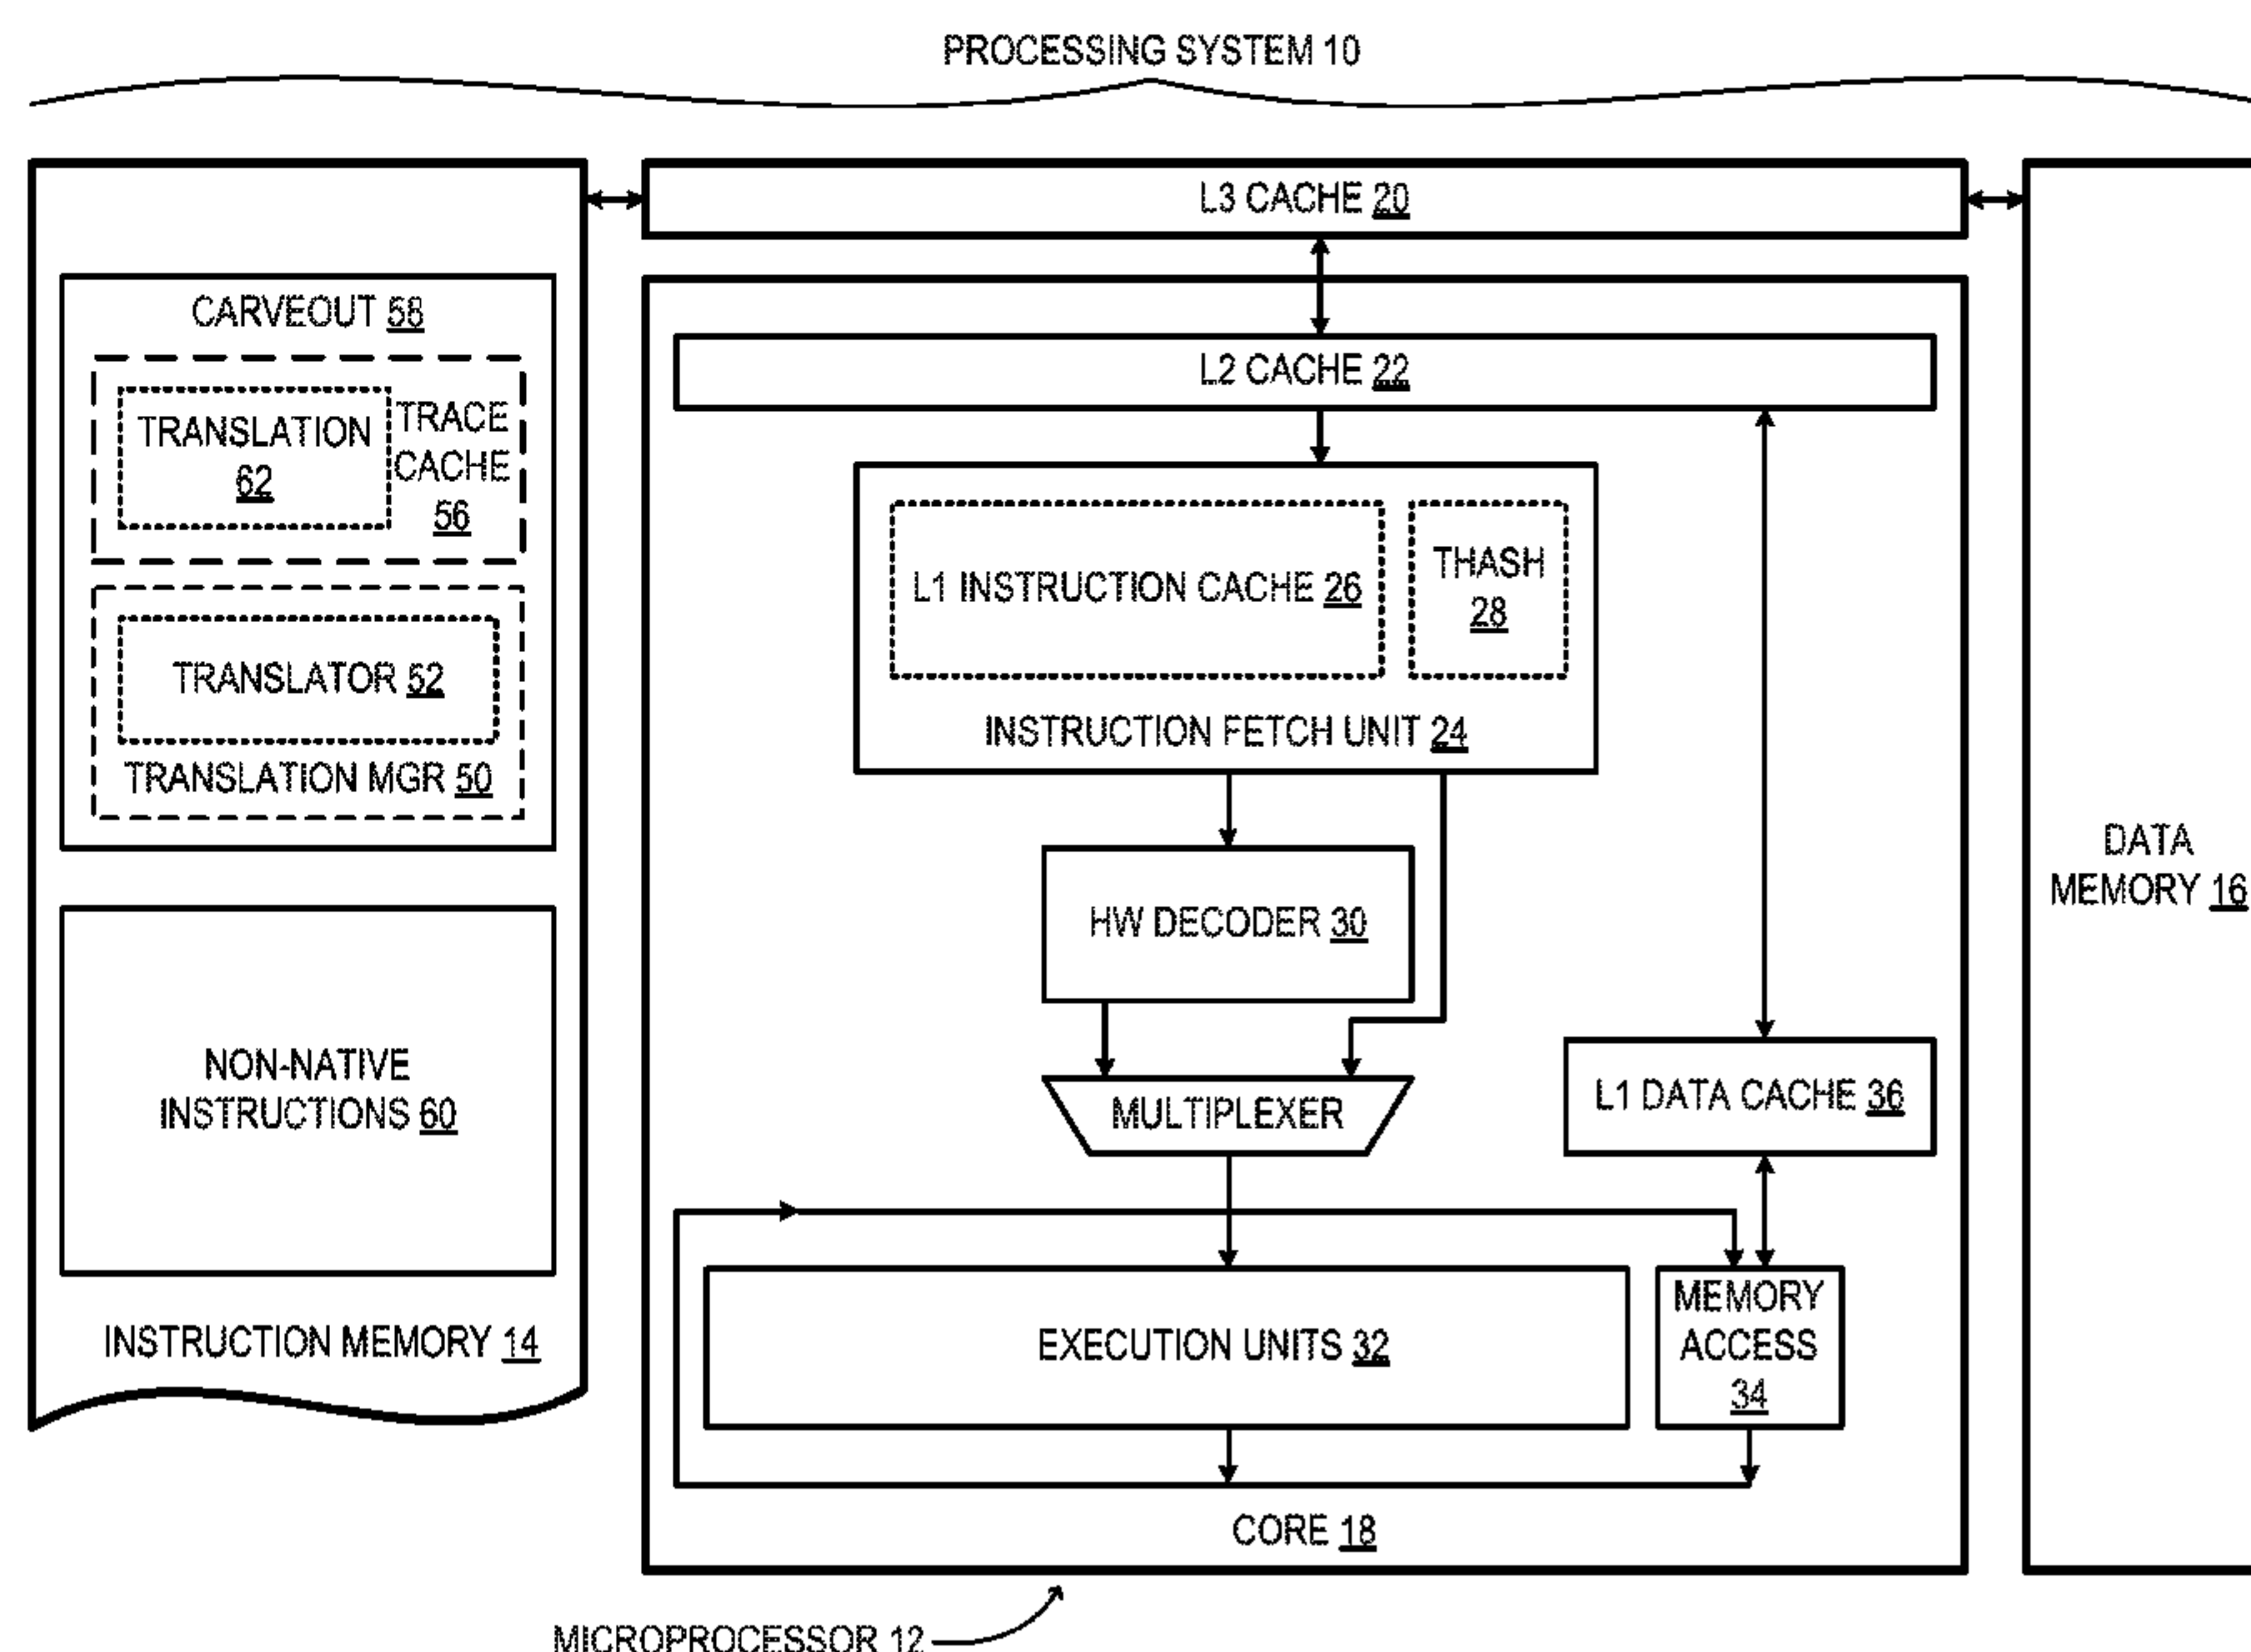 PROCESSING SYSTEM 10
L3 CACHE 20
CARVEOUT 58
L2 CACHE 22
TRANSLATION
62
TRACE
CACHE
56
L1 INSTRUCTION CACHE 26
THASH
28
TRANSLATOR 52
INSTRUCTION FETCH UNIT 24
TRANSLATION MGR 50
DATA
MEMORY 16
HW DECODER 30
NON-NATIVE
INSTRUCTIONS 60
L1 DATA CACHE 36
MULTIPLEXER
MEMORY
ACCESS
34
EXECUTION UNITS 32
INSTRUCTION MEMORY 14
CORE 18
MICROPROCESSOR 12